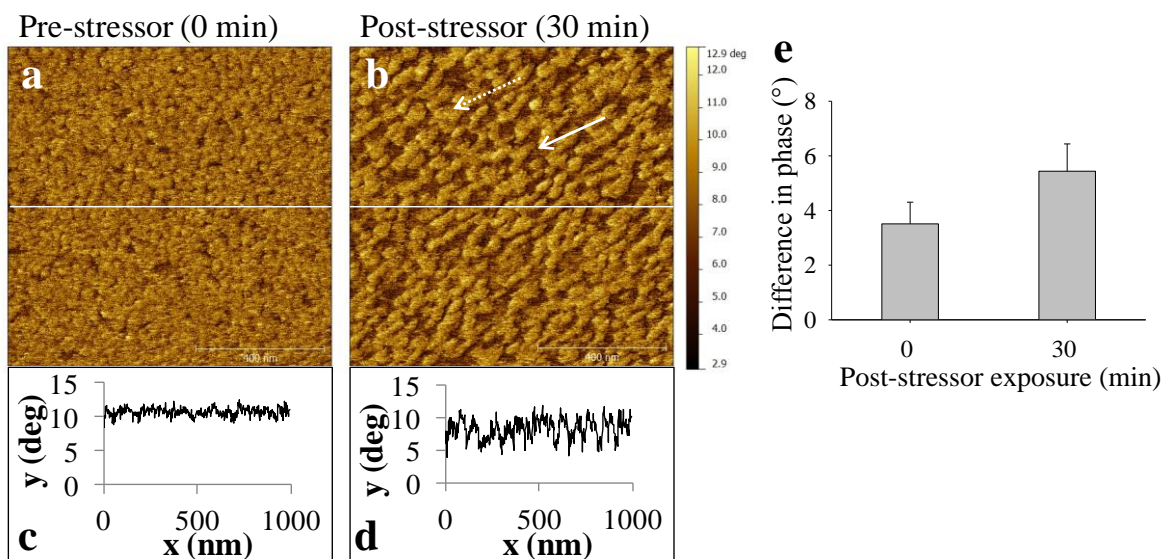 Pre-stressor (0 min)
Post-stressor (30 min)
a
b
400 nm
400 nm
12.9 deg
12.0
11.0
10.0
9.0
8.0
7.0
6.0
5.0
4.0
2.9
c
15
10
5
0
y (deg)
0 500 1000
x (nm)
d
15
10
5
0
y (deg)
0 500 1000
x (nm)
e
8
6
4
2
0
Difference in phase (°)
0 30
Post-stressor exposure (min)